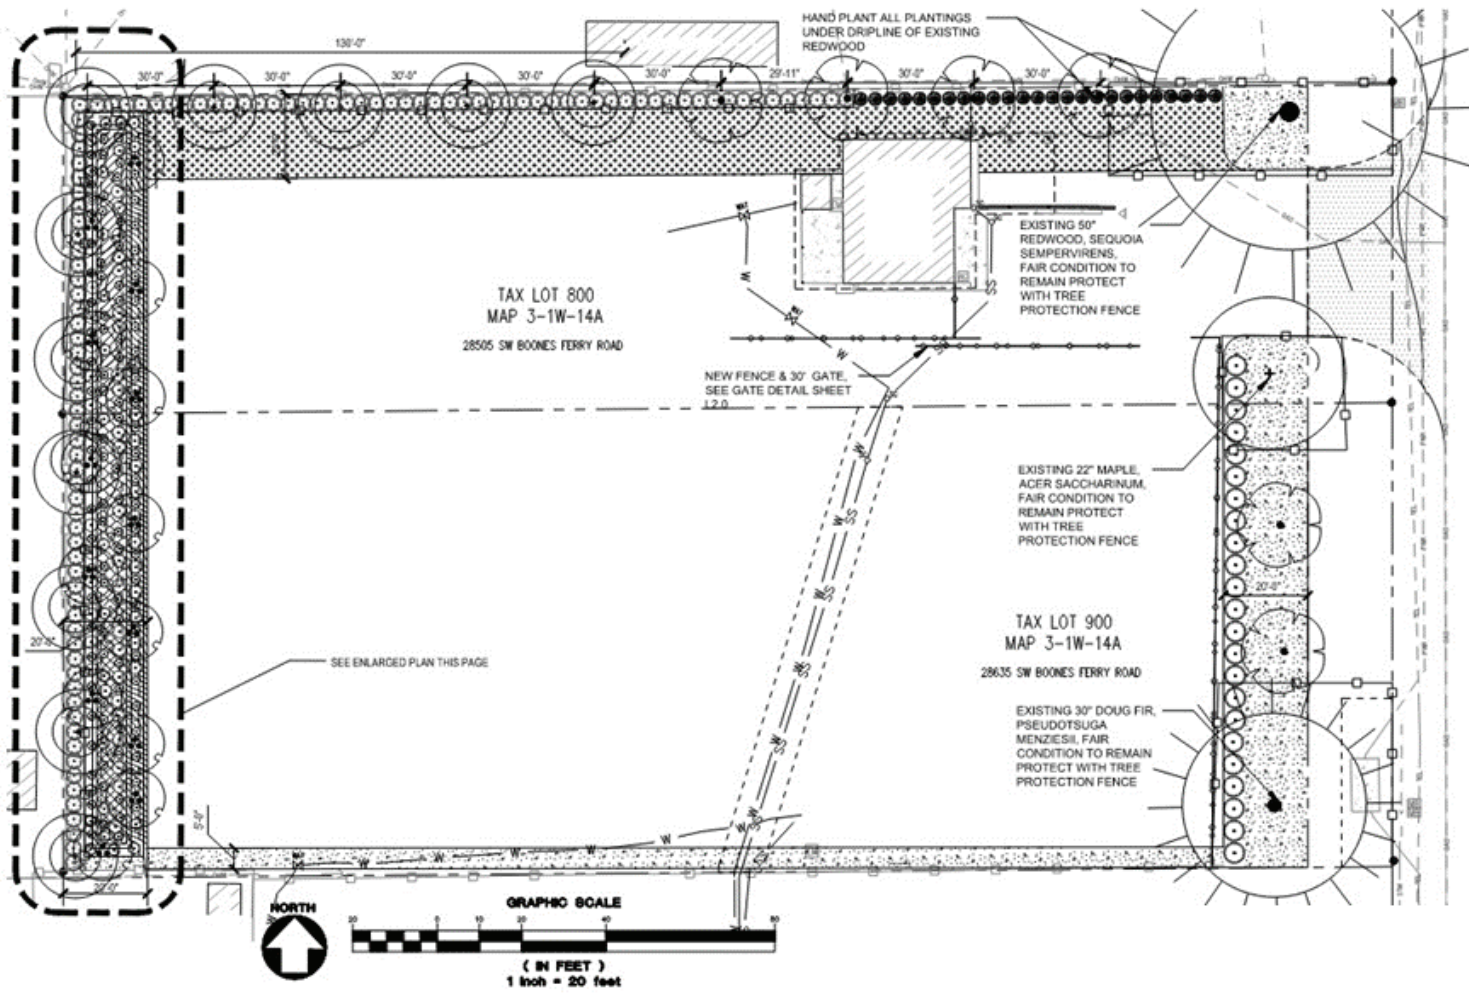 HAND PLANT ALL PLANTINGS
UNDER DRIPLINE OF EXISTING
REDWOOD
130'-0"
30'-0"
30'-0"
30'-0"
30'-0"
30'-0"
29'-11"
30'-0"
30'-0"
EXISTING 50"
REDWOOD, SEQUOIA
SEMPERVIRENS,
FAIR CONDITION TO
REMAIN PROTECT
WITH TREE
PROTECTION FENCE
TAX LOT 800
MAP 3-1W-14A
28505 SW BOONES FERRY ROAD
W
W
W
SS
NEW FENCE & 30' GATE,
SEE GATE DETAIL SHEET
L2.0
EXISTING 22" MAPLE,
ACER SACCHARINUM,
FAIR CONDITION TO
REMAIN PROTECT
WITH TREE
PROTECTION FENCE
W
W
SS
W
SS
20'-0"
TAX LOT 900
MAP 3-1W-14A
28635 SW BOONES FERRY ROAD
20'-0"
SEE ENLARGED PLAN THIS PAGE
W
SS
EXISTING 30" DOUG FIR,
PSEUDOTSUGA
MENZIESII, FAIR
CONDITION TO REMAIN
PROTECT WITH TREE
PROTECTION FENCE
W
SS
5'-0"
W
SS
W
W
W
W
W
W
20'-0"
NORTH
GRAPHIC SCALE
20 0 10 20 40 80
( IN FEET )
1 inch = 20 feet